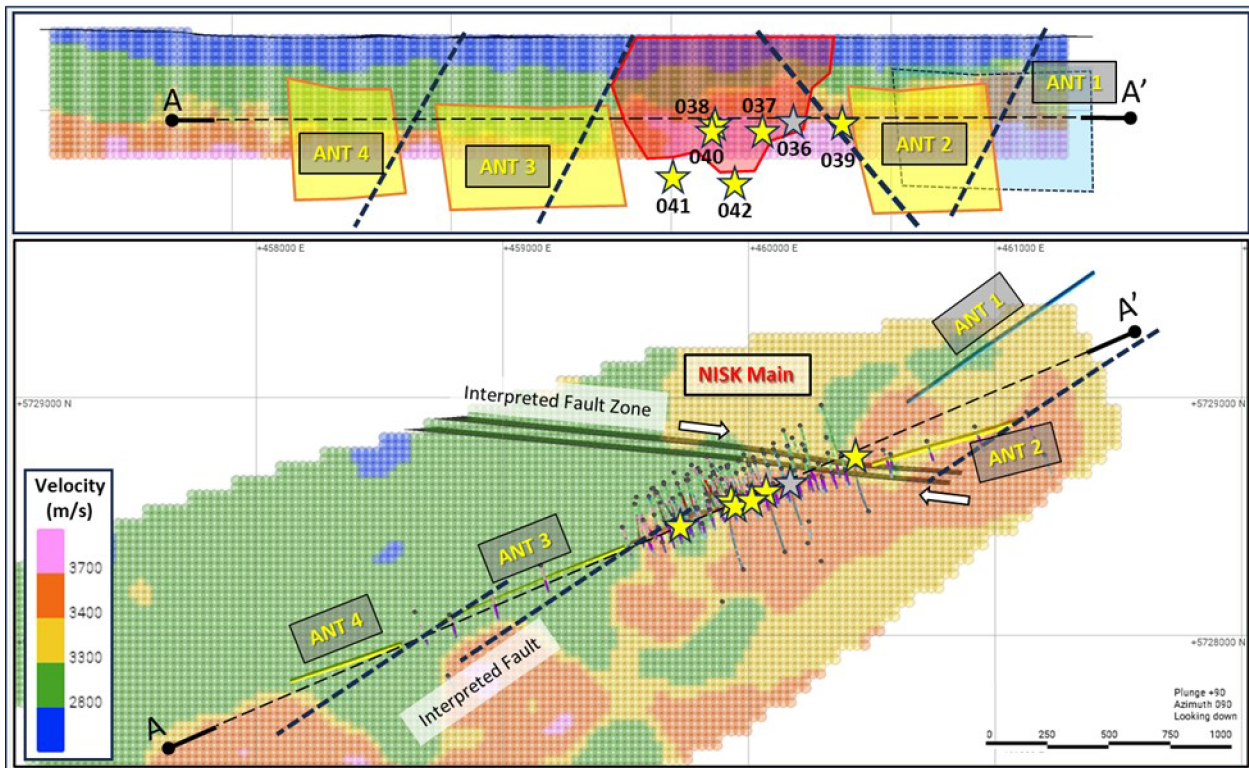 A
ANT 4
ANT 3
038
037
040
036
039
ANT 2
ANT 1
A'
041
042
+458000 E
+459000 E
+460000 E
+461000 E
ANT 1
A'
NISK Main
+5729000 N
Interpreted Fault Zone
+5729000 N
ANT 2
Velocity
(m/s)
3700
3400
3300
2800
ANT 3
ANT 4
Interpreted Fault
+5728000 N
A
Plunge +90
Azimuth 090
Looking down
0 250 500 750 1000